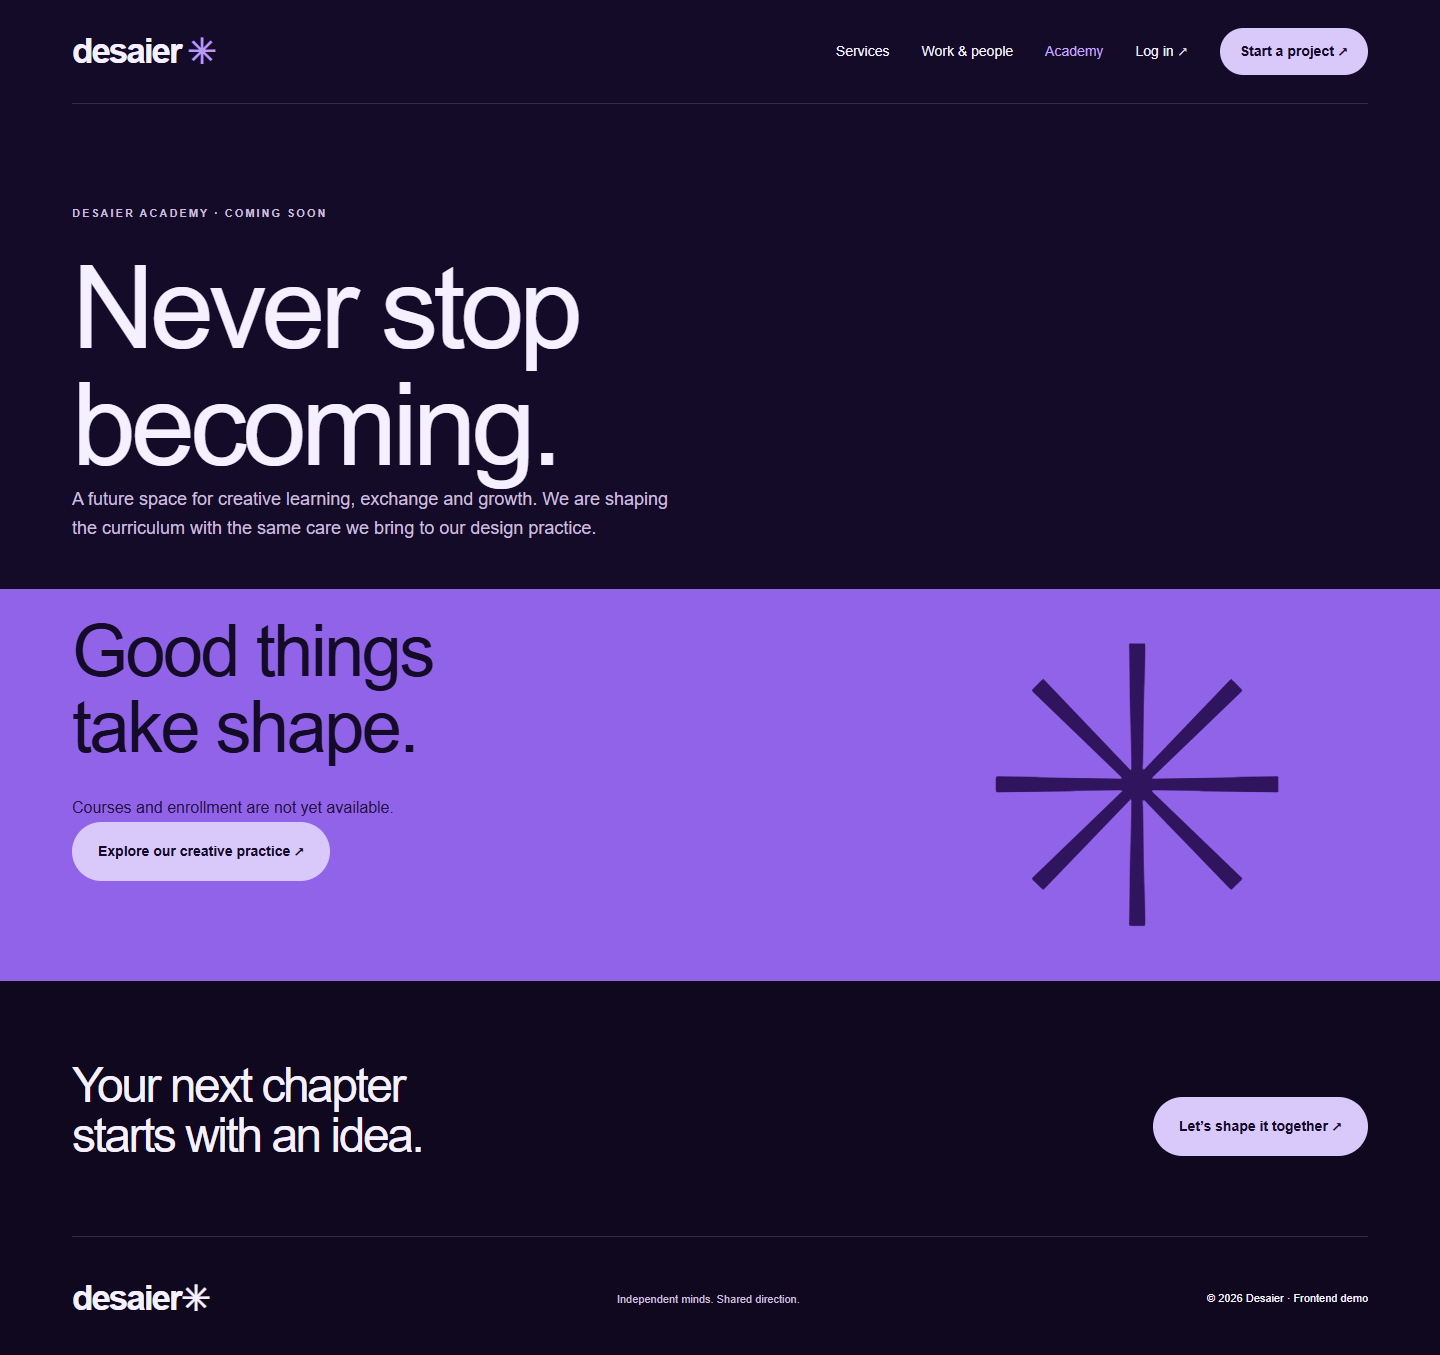 desaier ✳
Services
Work & people
Academy
Log in ↗
Start a project ↗
DESAIER ACADEMY · COMING SOON
Never stop
becoming.
A future space for creative learning, exchange and growth. We are shaping
the curriculum with the same care we bring to our design practice.
Good things
take shape.
Courses and enrollment are not yet available.
Explore our creative practice ↗
Your next chapter
starts with an idea.
Let's shape it together ↗
desaier✳
Independent minds. Shared direction.
© 2026 Desaier · Frontend demo